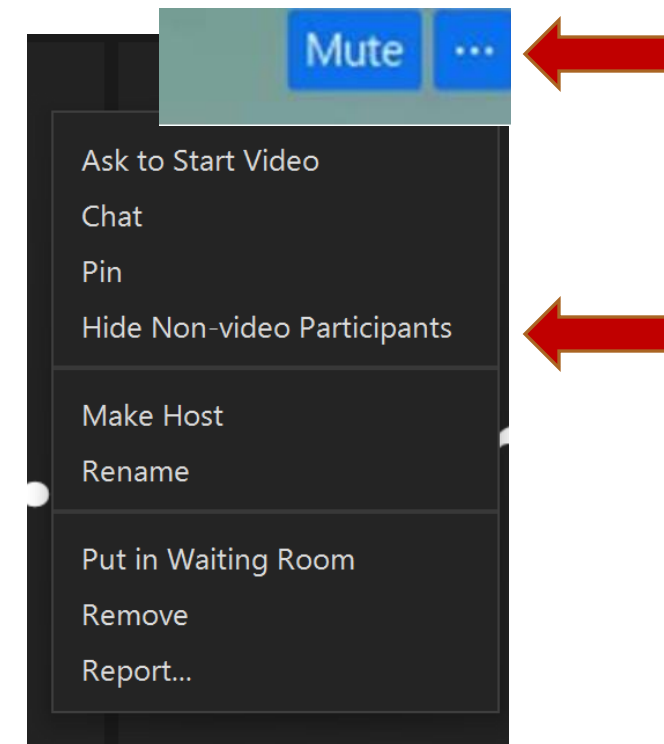 Mute ...
Ask to Start Video
Chat
Pin
Hide Non-video Participants
Make Host
Rename
Put in Waiting Room
Remove
Report...